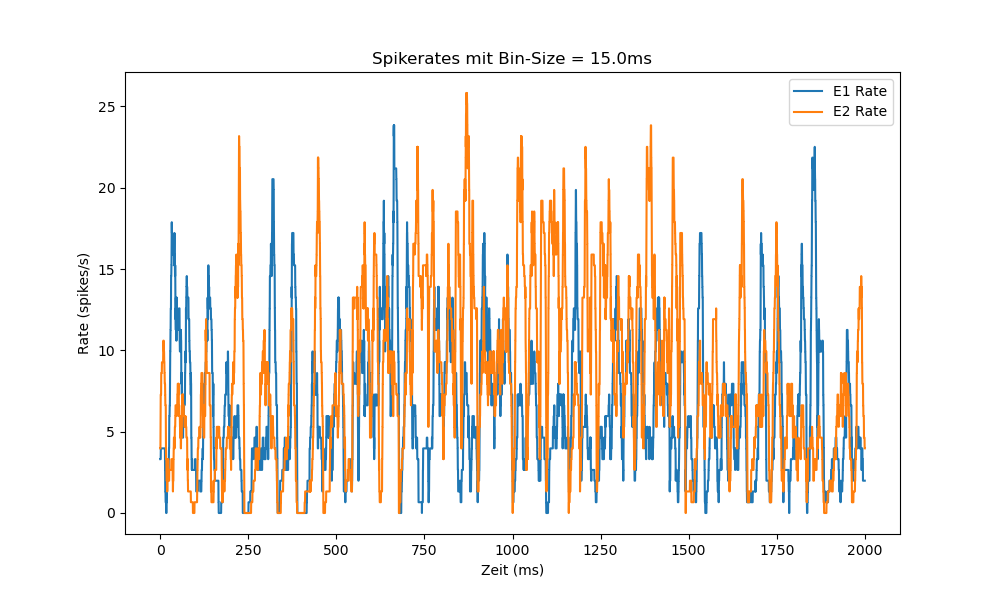 Spikerates mit Bin-Size = 15.0ms
E1 Rate
E2 Rate
Rate (spikes/s)
25
20
15
10
5
0
0 250 500 750 1000 1250 1500 1750 2000
Zeit (ms)